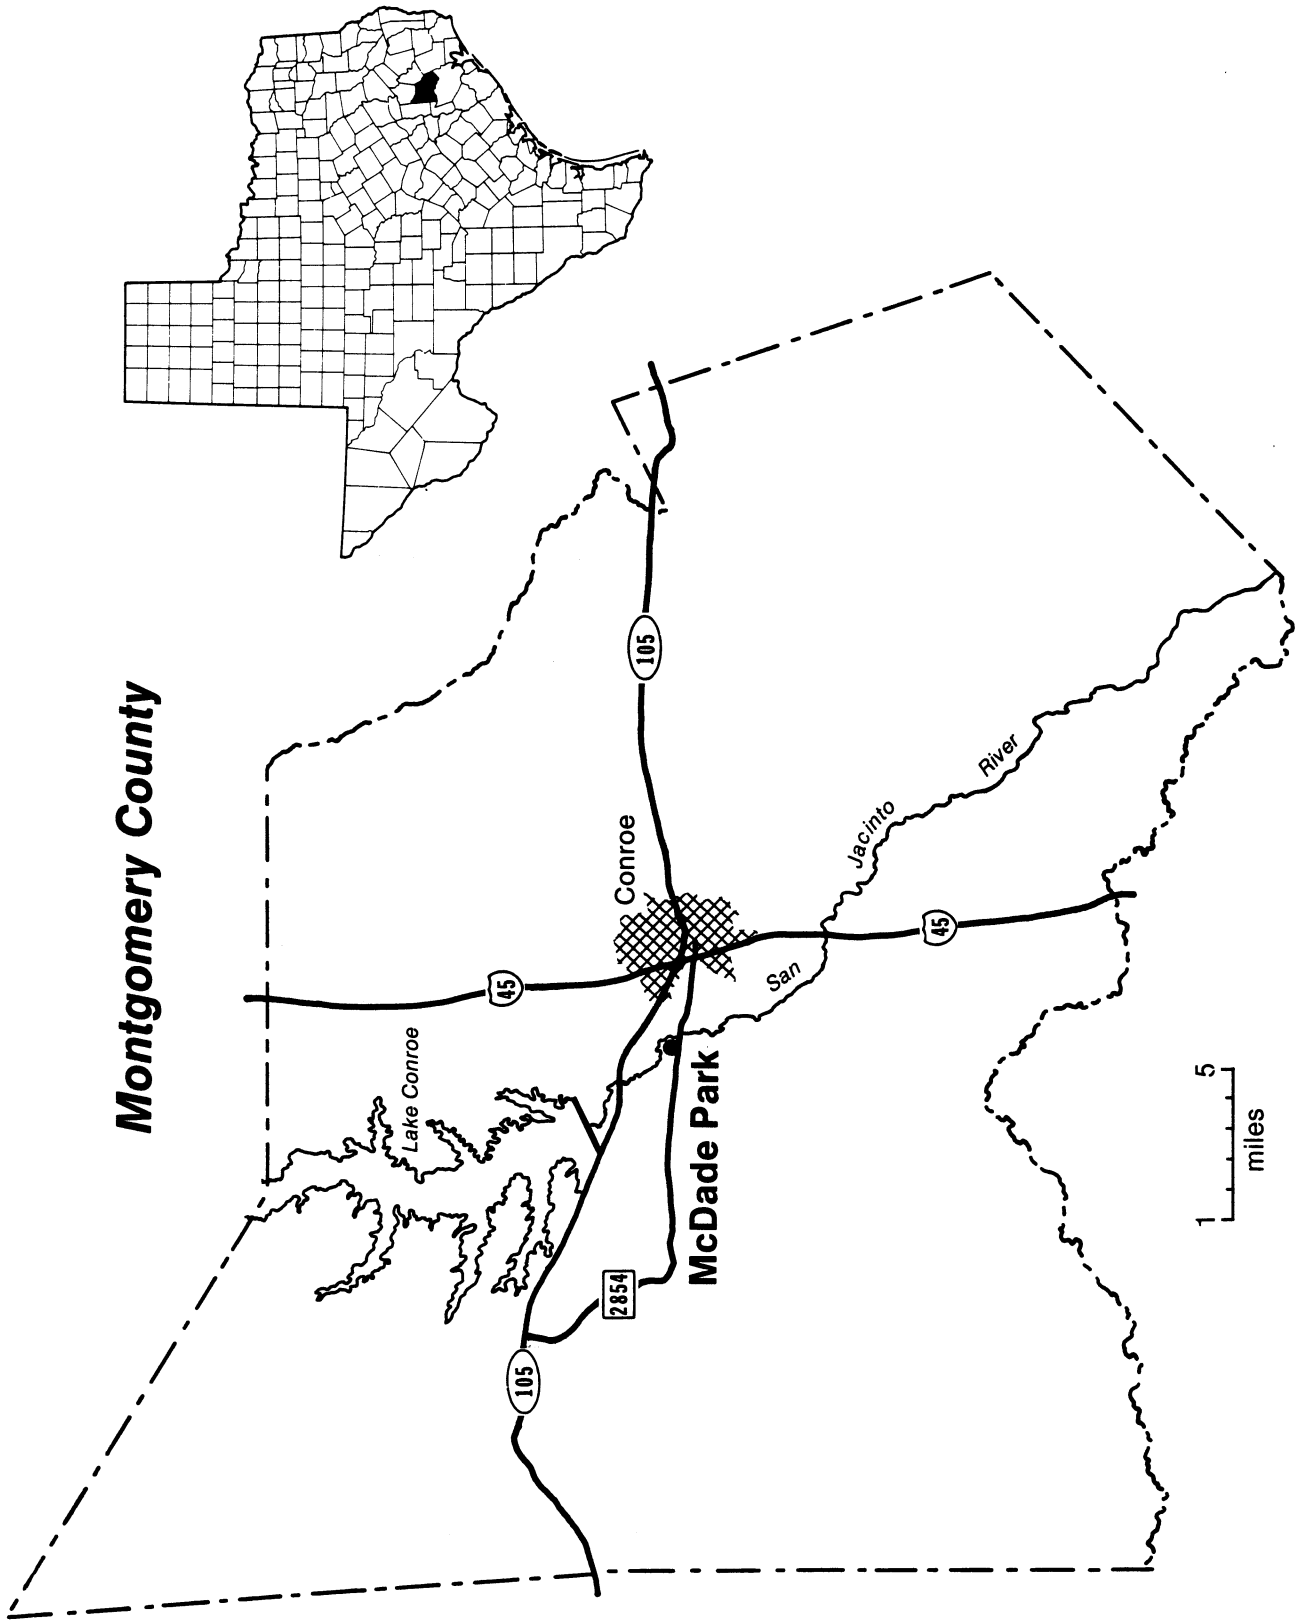 Montgomery County
Lake Conroe
45
Conroe
105
105
2854
McDade Park
San
Jacinto
River
45
1 5
miles